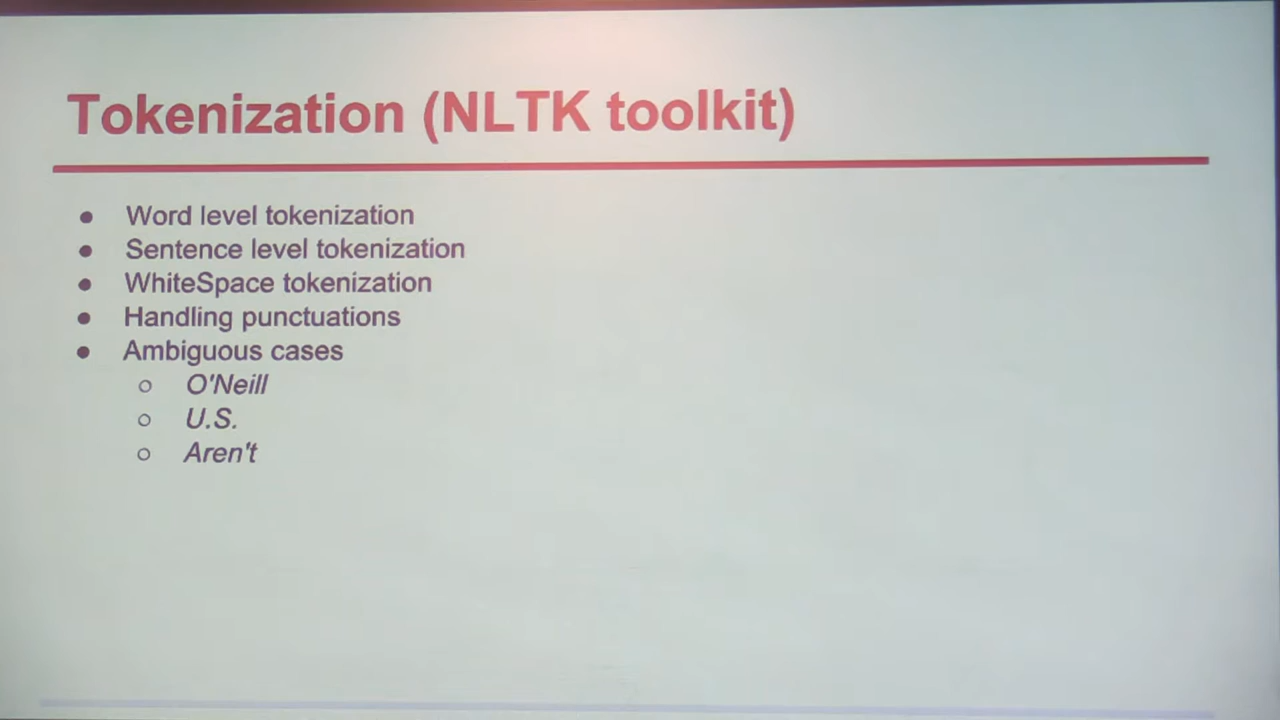 Tokenization (NLTK toolkit)
● Word level tokenization
● Sentence level tokenization
● WhiteSpace tokenization
● Handling punctuations
● Ambiguous cases
○ O'Neill
○ U.S.
○ Aren't